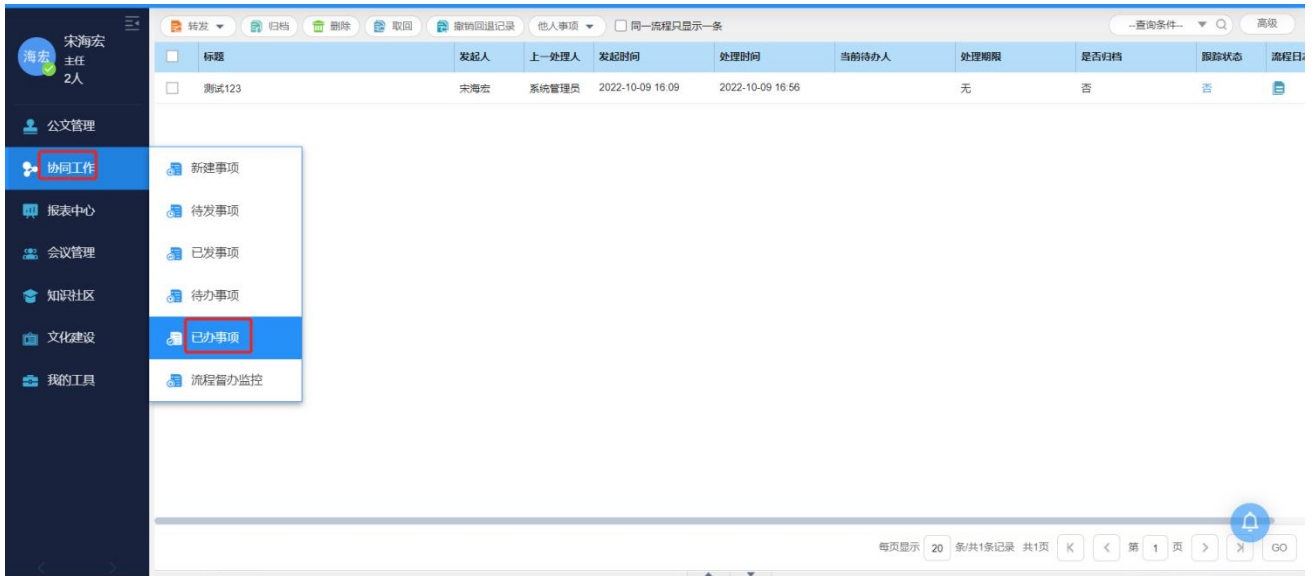 海宏
宋海宏
主任
2人
公文管理
协同工作
报表中心
会议管理
知识社区
文化建设
我的工具
转发 归档 删除 取回 撤销回退记录 他人事项 同一流程只显示一条 --查询条件-- 高级
标题 发起人 上一处理人 发起时间 处理时间 当前待办人 处理期限 是否归档 跟踪状态 流程日
测试123 宋海宏 系统管理员 2022-10-09 16:09 2022-10-09 16:56 无 否 否
新建事项
待发事项
已发事项
待办事项
已办事项
流程督办监控
每页显示 20 条/共1条记录 共1页 第 1 页 GO